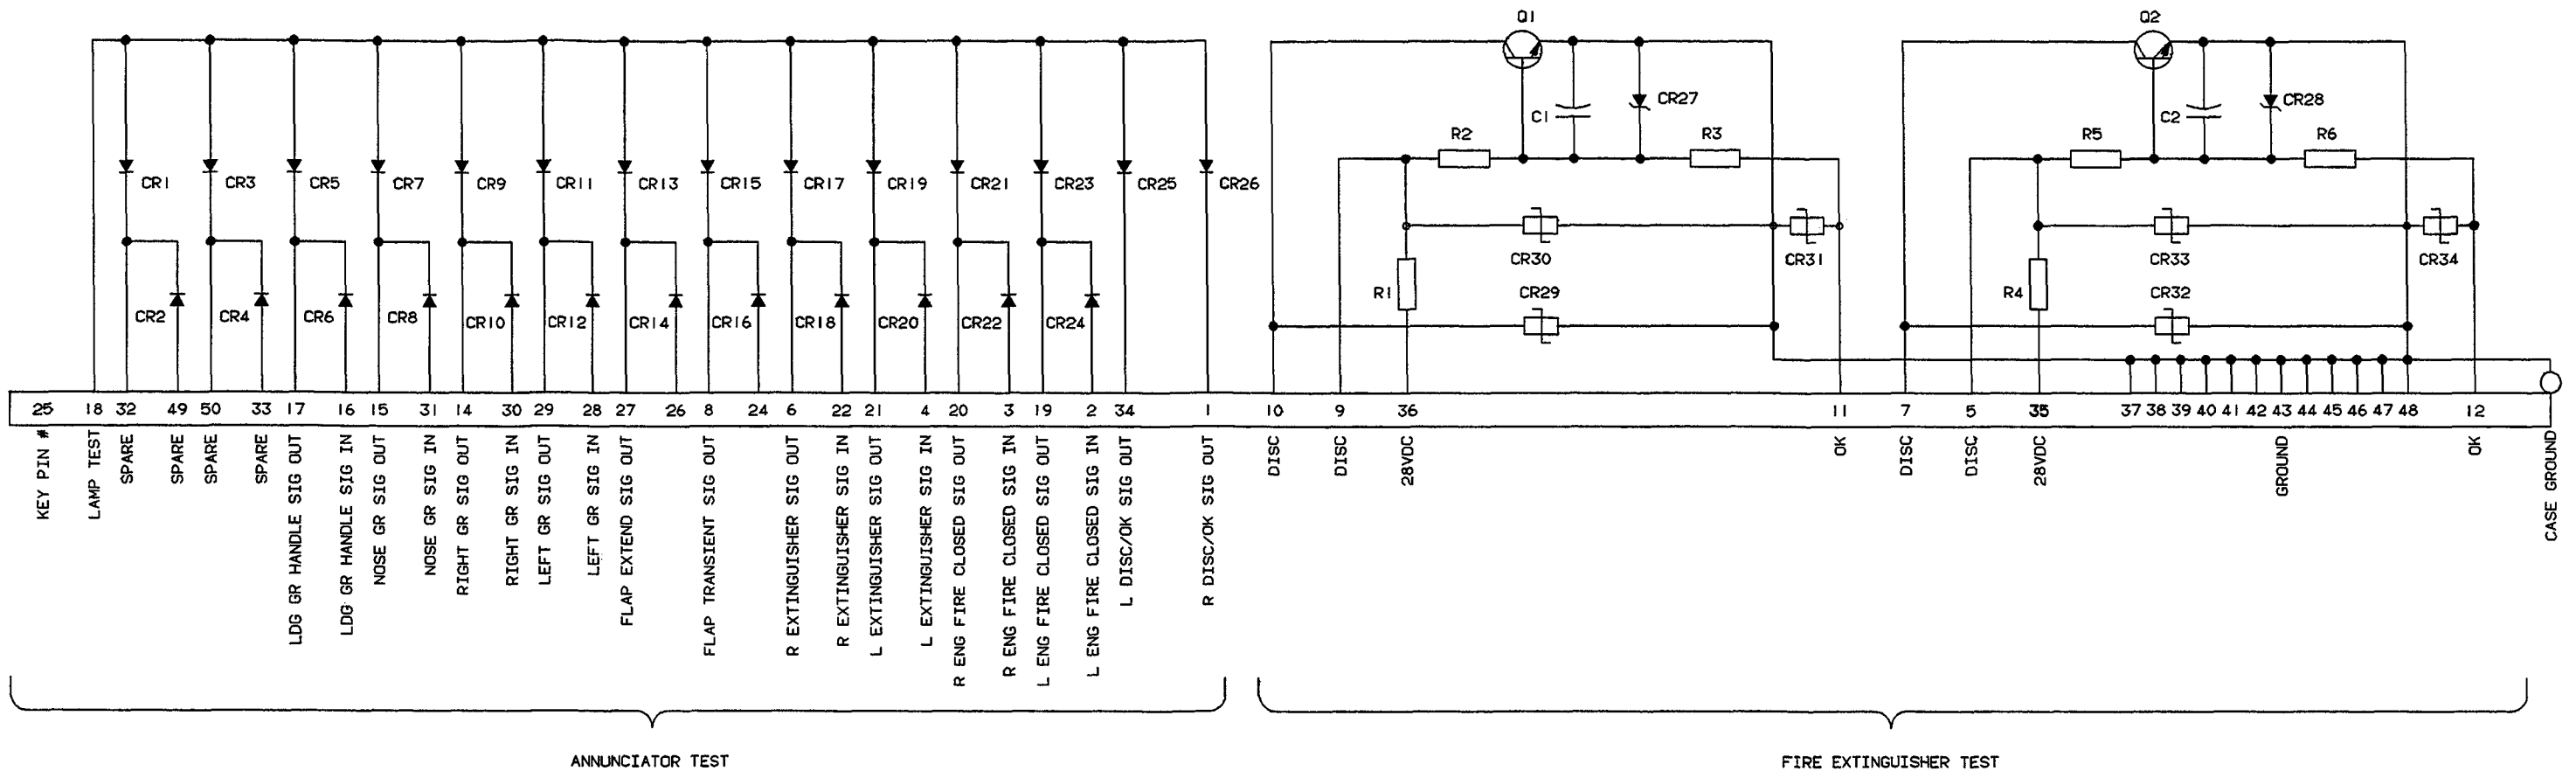 Q1
Q2
C1
CR27
C2
CR28
R2
R3
R5
R6
CR1
CR3
CR5
CR7
CR9
CR11
CR13
CR15
CR17
CR19
CR21
CR23
CR25
CR26
CR30
CR31
CR33
CR34
R1
CR29
R4
CR32
CR2
CR4
CR6
CR8
CR10
CR12
CR14
CR16
CR18
CR20
CR22
CR24
25 18 32 49 50 33 17 16 15 31 14 30 29 28 27 26 8 24 6 22 21 4 20 3 19 2 34 1 10 9 36 11 7 5 35 37 38 39 40 41 42 43 44 45 46 47 48 12
KEY PIN #
LAMP TEST
SPARE
SPARE
SPARE
SPARE
LDG GR HANDLE SIG OUT
LDG GR HANDLE SIG IN
NOSE GR SIG OUT
NOSE GR SIG IN
RIGHT GR SIG OUT
RIGHT GR SIG IN
LEFT GR SIG OUT
LEFT GR SIG IN
FLAP EXTEND SIG OUT
FLAP TRANSIENT SIG OUT
R EXTINGUISHER SIG OUT
R EXTINGUISHER SIG IN
L EXTINGUISHER SIG OUT
L EXTINGUISHER SIG IN
R ENG FIRE CLOSED SIG OUT
R ENG FIRE CLOSED SIG IN
L ENG FIRE CLOSED SIG OUT
L ENG FIRE CLOSED SIG IN
L DISC/OK SIG OUT
R DISC/OK SIG OUT
DISC
DISC
28VDC
OK
DISC
DISC
28VDC
GROUND
OK
CASE GROUND
ANNUNCIATOR TEST
FIRE EXTINGUISHER TEST